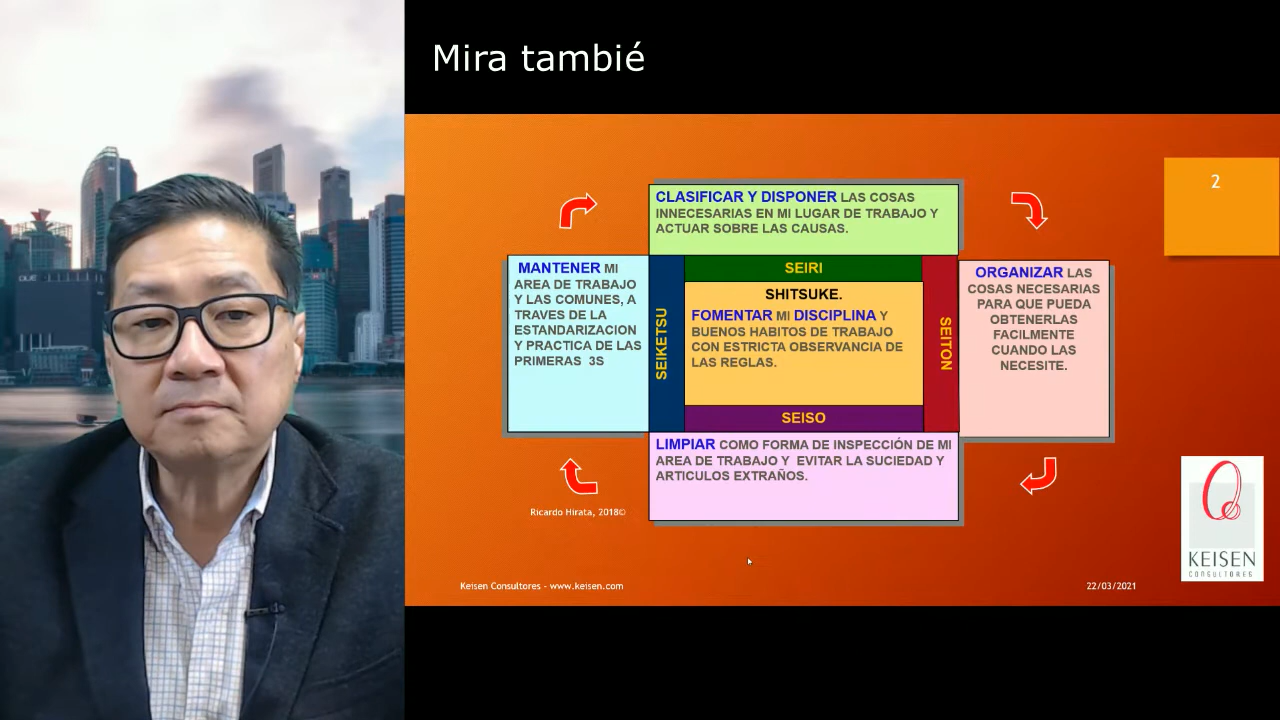 Mira tambié
2
CLASIFICAR Y DISPONER LAS COSAS
INNECESARIAS EN MI LUGAR DE TRABAJO Y
ACTUAR SOBRE LAS CAUSAS.
MANTENER MI
AREA DE TRABAJO
Y LAS COMUNES, A
TRAVES DE LA
ESTANDARIZACION
Y PRACTICA DE LAS
PRIMERAS 3S
SEIKETSU
SEIRI
SHITSUKE.
FOMENTAR MI DISCIPLINA Y
BUENOS HABITOS DE TRABAJO
CON ESTRICTA OBSERVANCIA DE
LAS REGLAS.
SEISO
SEITON
ORGANIZAR LAS
COSAS NECESARIAS
PARA QUE PUEDA
OBTENERLAS
FACILMENTE
CUANDO LAS
NECESITE.
LIMPIAR COMO FORMA DE INSPECCIÓN DE MI
AREA DE TRABAJO Y EVITAR LA SUCIEDAD Y
ARTICULOS EXTRAÑOS.
Ricardo Hirata, 2018©
KEISEN
CONSULTORES
Keisen Consultores - www.keisen.com
22/03/2021